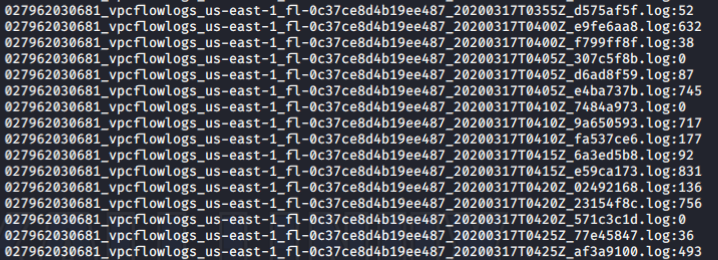 027962030681_vpcflowlogs_us-east-1_fl-0c37ce8d4b19ee487_20200317T0355Z_d575af5f.log:52
027962030681_vpcflowlogs_us-east-1_fl-0c37ce8d4b19ee487_20200317T0400Z_e9fe6aa8.log:632
027962030681_vpcflowlogs_us-east-1_fl-0c37ce8d4b19ee487_20200317T0400Z_f799ff8f.log:38
027962030681_vpcflowlogs_us-east-1_fl-0c37ce8d4b19ee487_20200317T0405Z_307c5f8b.log:0
027962030681_vpcflowlogs_us-east-1_fl-0c37ce8d4b19ee487_20200317T0405Z_d6ad8f59.log:87
027962030681_vpcflowlogs_us-east-1_fl-0c37ce8d4b19ee487_20200317T0405Z_e4ba737b.log:745
027962030681_vpcflowlogs_us-east-1_fl-0c37ce8d4b19ee487_20200317T0410Z_7484a973.log:0
027962030681_vpcflowlogs_us-east-1_fl-0c37ce8d4b19ee487_20200317T0410Z_9a650593.log:717
027962030681_vpcflowlogs_us-east-1_fl-0c37ce8d4b19ee487_20200317T0410Z_fa537ce6.log:177
027962030681_vpcflowlogs_us-east-1_fl-0c37ce8d4b19ee487_20200317T0415Z_6a3ed5b8.log:92
027962030681_vpcflowlogs_us-east-1_fl-0c37ce8d4b19ee487_20200317T0415Z_e59ca173.log:831
027962030681_vpcflowlogs_us-east-1_fl-0c37ce8d4b19ee487_20200317T0420Z_02492168.log:136
027962030681_vpcflowlogs_us-east-1_fl-0c37ce8d4b19ee487_20200317T0420Z_23154f8c.log:756
027962030681_vpcflowlogs_us-east-1_fl-0c37ce8d4b19ee487_20200317T0425Z_571c3c1d.log:0
027962030681_vpcflowlogs_us-east-1_fl-0c37ce8d4b19ee487_20200317T0425Z_77e45847.log:36
027962030681_vpcflowlogs_us-east-1_fl-0c37ce8d4b19ee487_20200317T0425Z_af3a9100.log:493